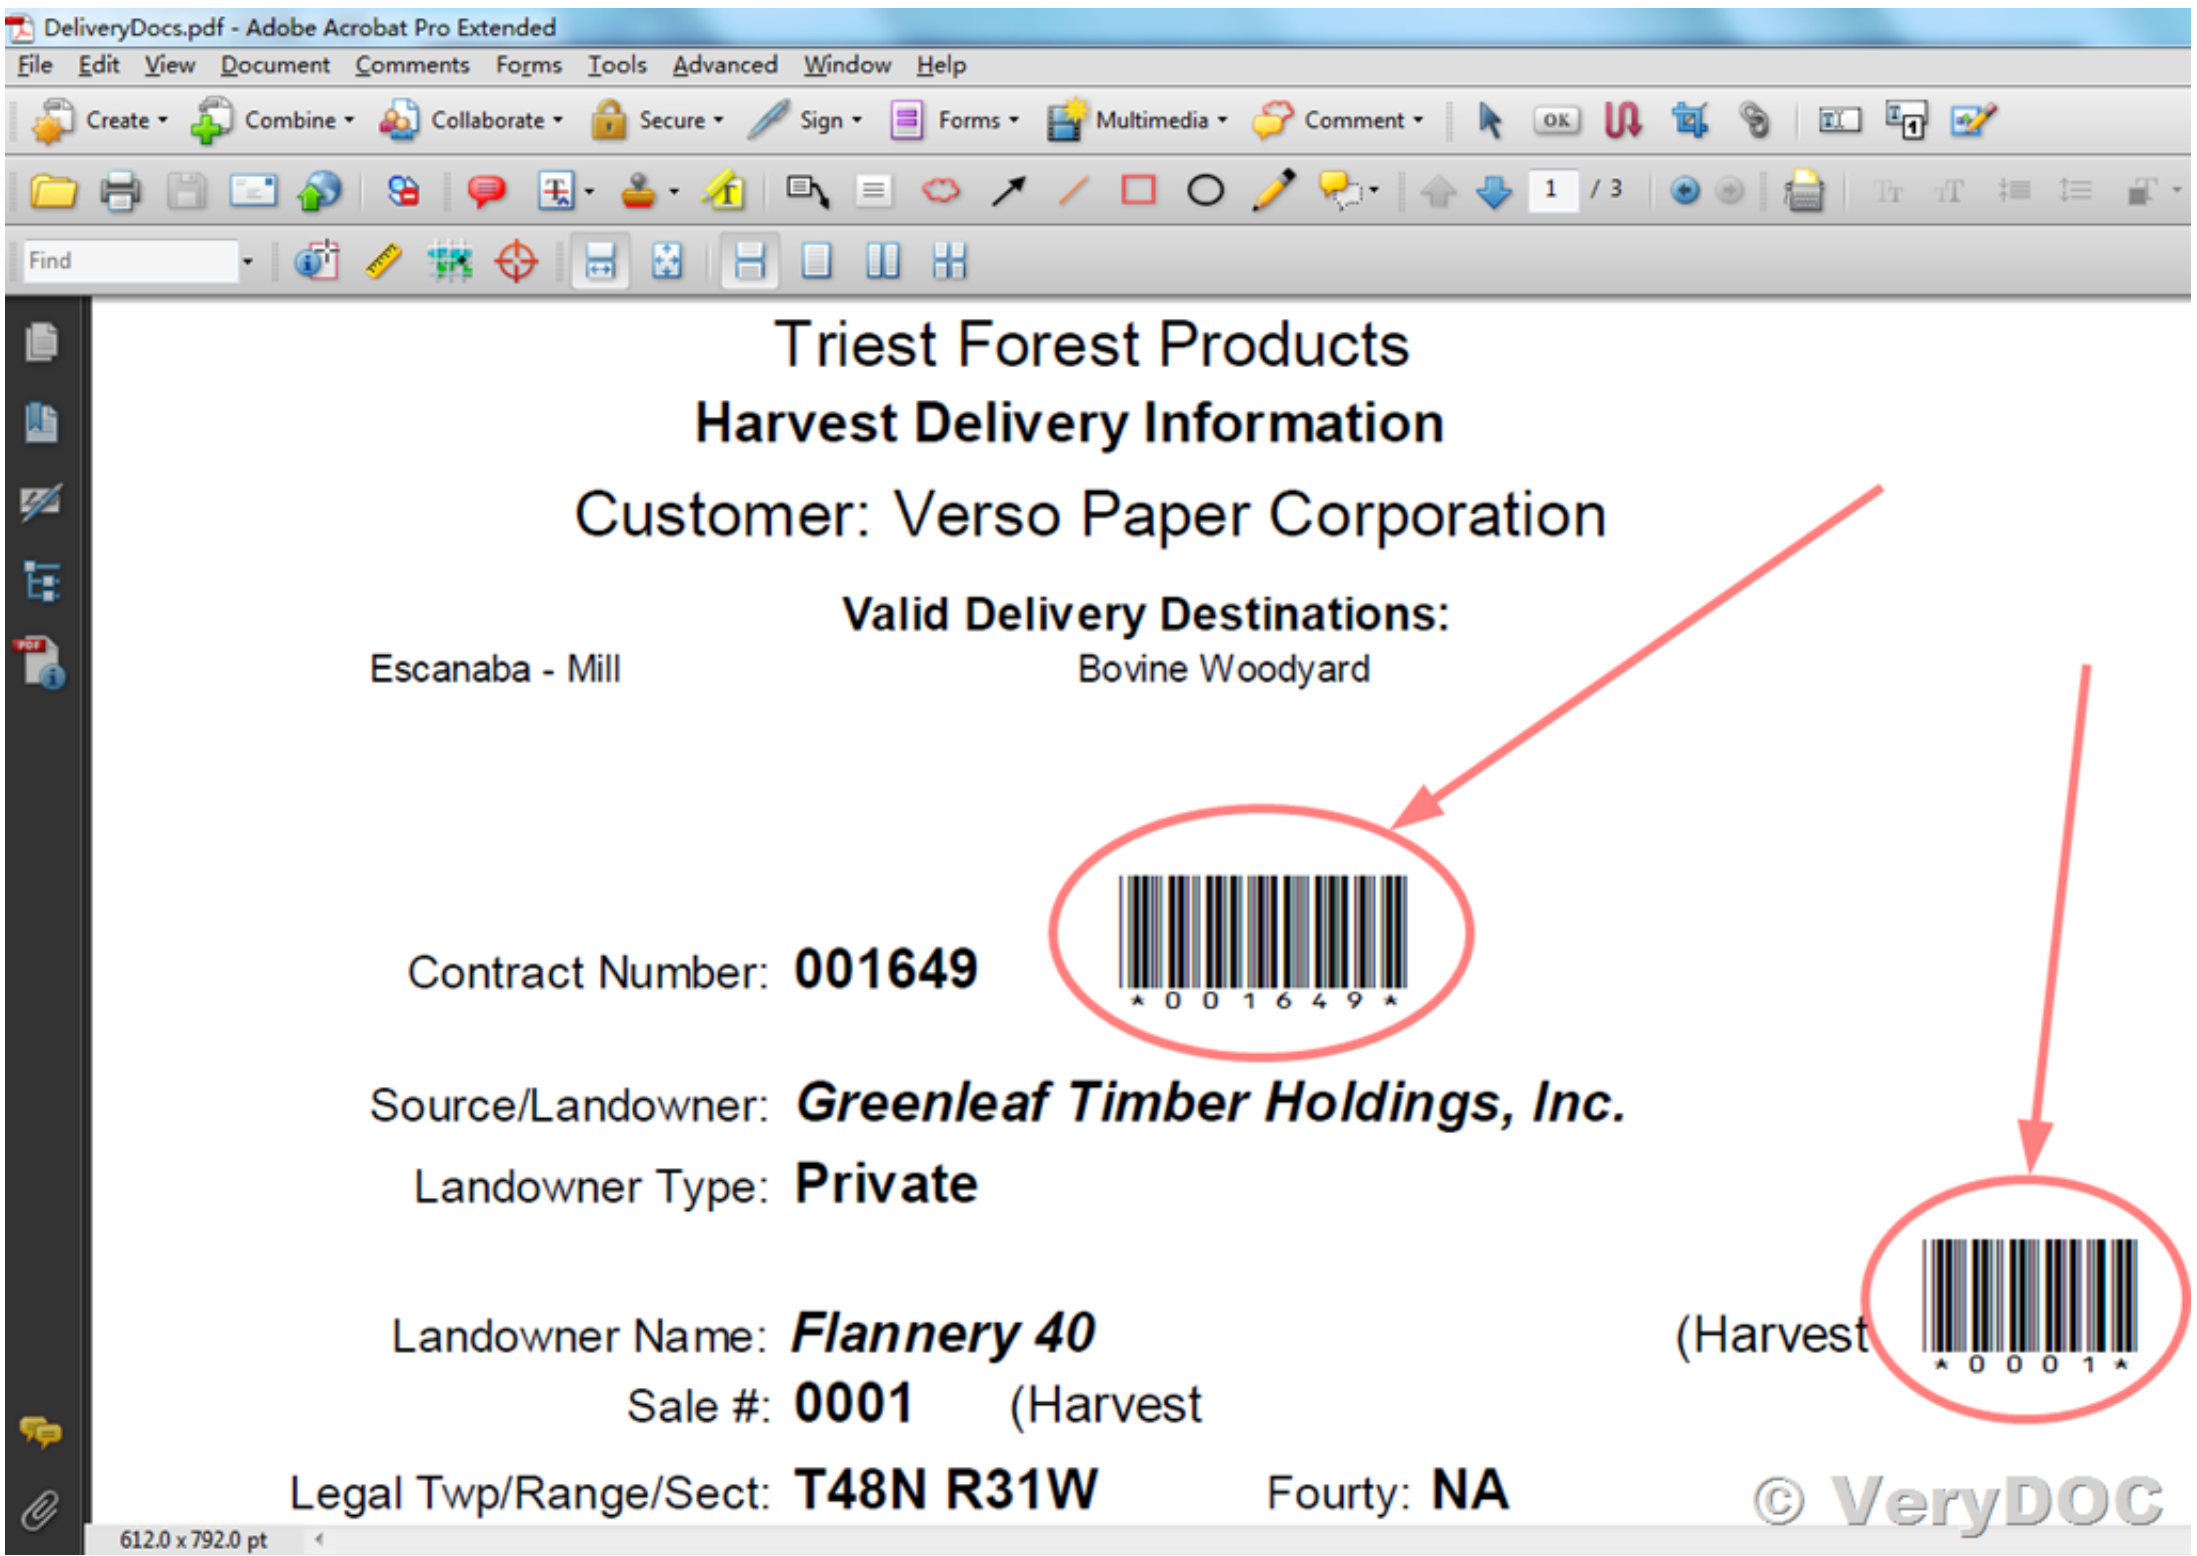 DeliveryDocs.pdf - Adobe Acrobat Pro Extended
File Edit View Document Comments Forms Tools Advanced Window Help
Create Combine Collaborate Secure Sign Forms Multimedia Comment OK
1 / 3
Find
Triest Forest Products
Harvest Delivery Information
Customer: Verso Paper Corporation
Valid Delivery Destinations:
Escanaba - Mill Bovine Woodyard
Contract Number: 001649 *001649*
Source/Landowner: Greenleaf Timber Holdings, Inc.
Landowner Type: Private
Landowner Name: Flannery 40 (Harvest *0001*
Sale #: 0001 (Harvest
Legal Twp/Range/Sect: T48N R31W Fourty: NA
© VeryDOC
612.0 x 792.0 pt